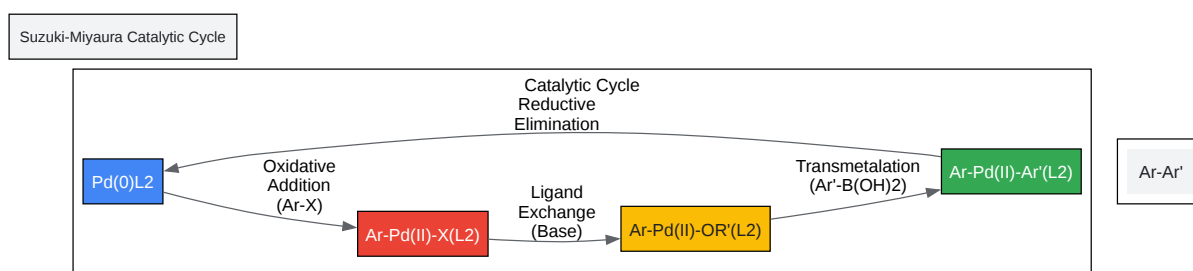 Suzuki-Miyaura Catalytic Cycle
Catalytic Cycle
Reductive
Elimination
Pd(0)L2
Oxidative
Addition
(Ar-X)
Ar-Pd(II)-X(L2)
Ligand
Exchange
(Base)
Ar-Pd(II)-OR'(L2)
Transmetalation
(Ar'-B(OH)2)
Ar-Pd(II)-Ar'(L2)
Ar-Ar'